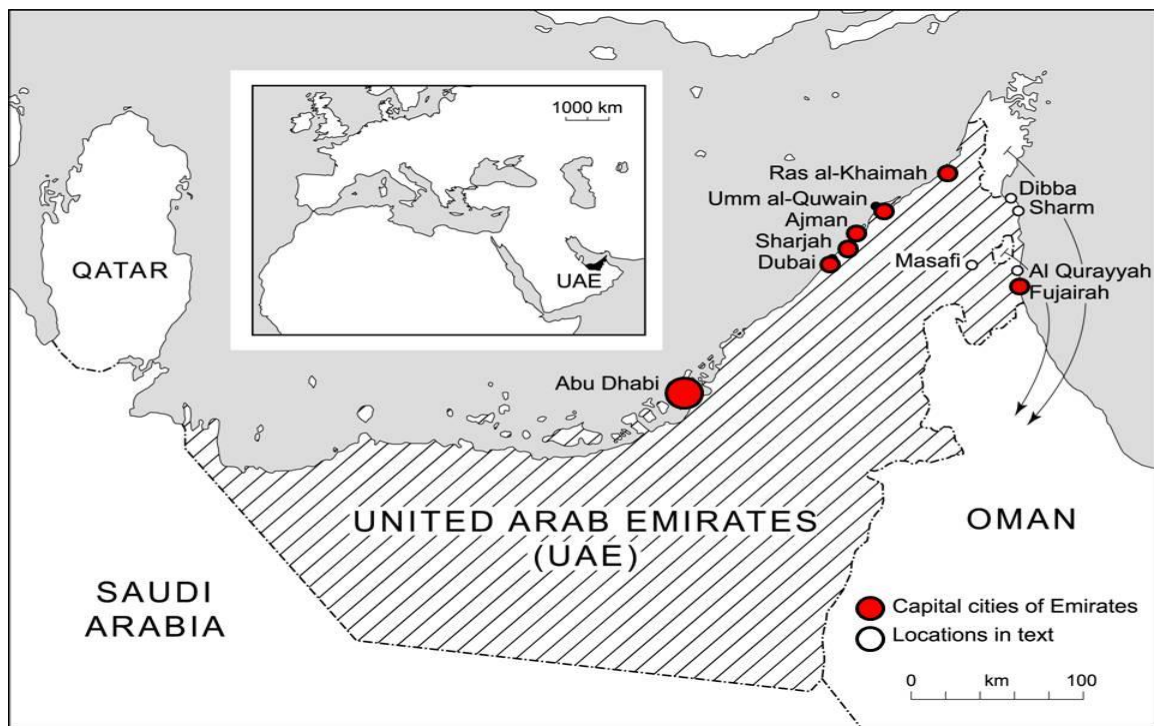 1000 km
UAE
QATAR
Ras al-Khaimah
Umm al-Quwain
Ajman
Sharjah
Dubai
Masafi
Dibba
Sharm
Al Qurayyah
Fujairah
Abu Dhabi
UNITED ARAB EMIRATES
(UAE)
OMAN
SAUDI
ARABIA
Capital cities of Emirates
Locations in text
0 km 100